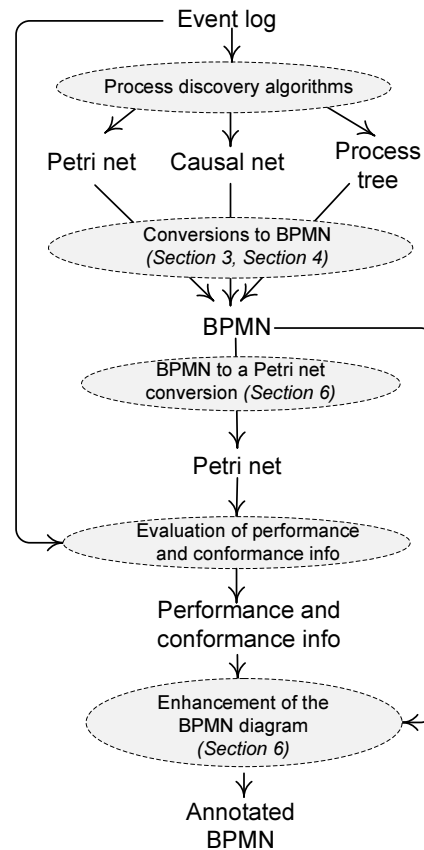 Event log
Process discovery algorithms
Petri net
Causal net
Process
tree
Conversions to BPMN
(Section 3, Section 4)
BPMN
BPMN to a Petri net
conversion (Section 6)
Petri net
Evaluation of performance
and conformance info
Performance and
conformance info
Enhancement of the
BPMN diagram
(Section 6)
Annotated
BPMN